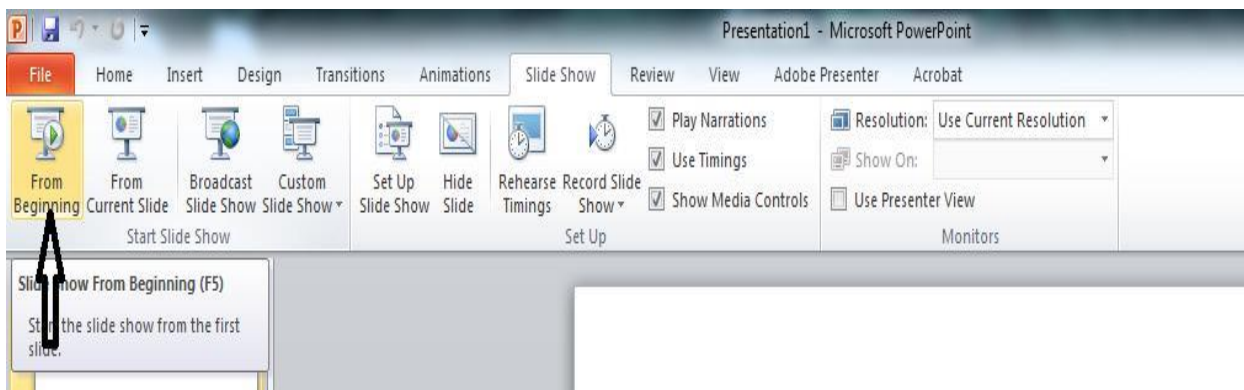 Presentation1 - Microsoft PowerPoint
File Home Insert Design Transitions Animations Slide Show Review View Adobe Presenter Acrobat
From Beginning
From Current Slide
Broadcast Slide Show
Custom Slide Show
Set Up Slide Show
Hide Slide
Rehearse Timings
Record Slide Show
Play Narrations
Use Timings
Show Media Controls
Resolution: Use Current Resolution
Show On:
Use Presenter View
Start Slide Show
Set Up
Monitors
Slide Show From Beginning (F5)
Start the slide show from the first
slide.